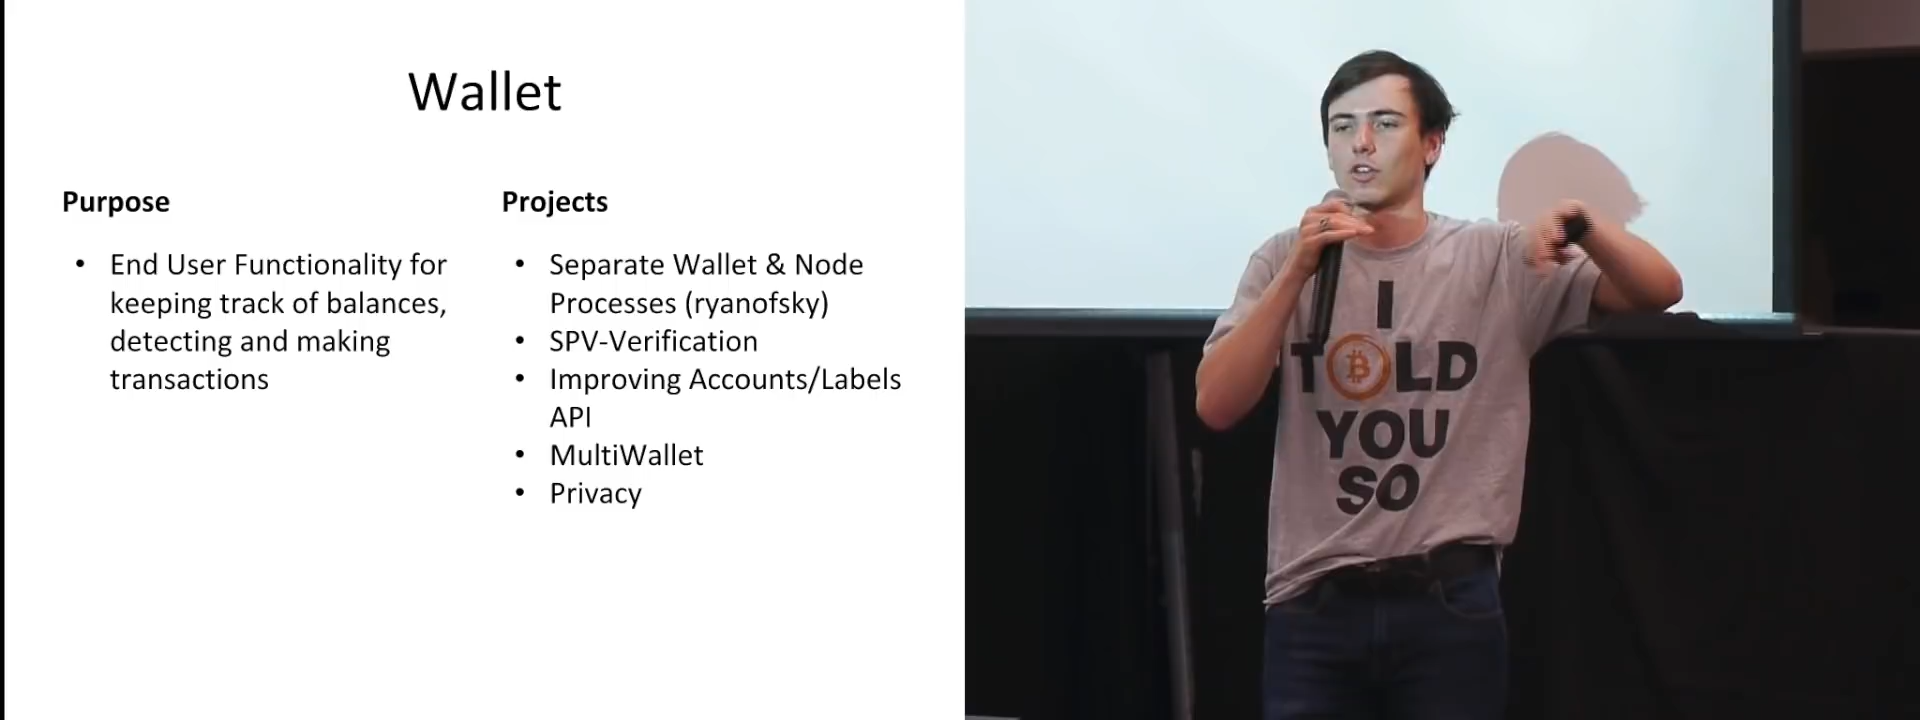 Wallet
Purpose
• End User Functionality for
keeping track of balances,
detecting and making
transactions
Projects
• Separate Wallet & Node
Processes (ryanofsky)
• SPV-Verification
• Improving Accounts/Labels
API
• MultiWallet
• Privacy
I
T₿LD
YOU
SO